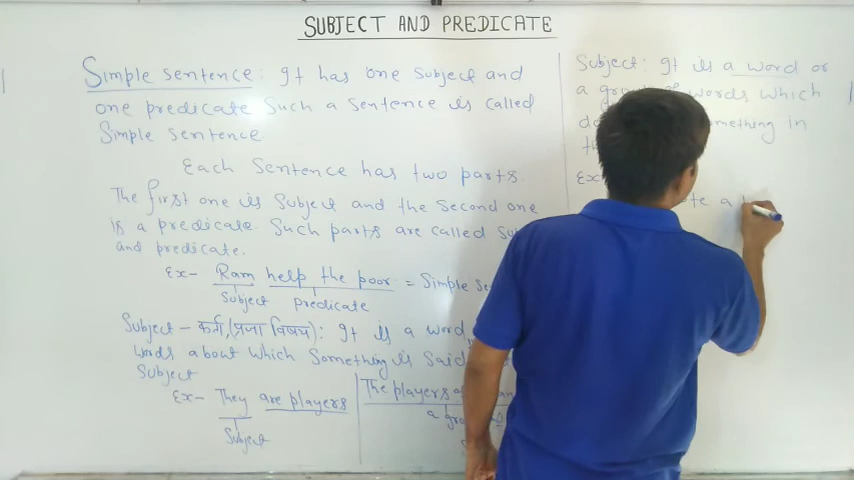 SUBJECT AND PREDICATE
Simple sentence: It has one subject and
one predicate such a sentence is called
Simple sentence
Each sentence has two parts.
The first one is subject and the second one
is a predicate. Such parts are called
and predicate.
Ex- Ram help the poor = Simple
Subject predicate
Subject - कर्ता, (प्रजा विषय): It is a word
words about which something is said
subject
Ex- They are players
Subject
The players
a
Subject: It is a word or
a words which
something in
Ex
a